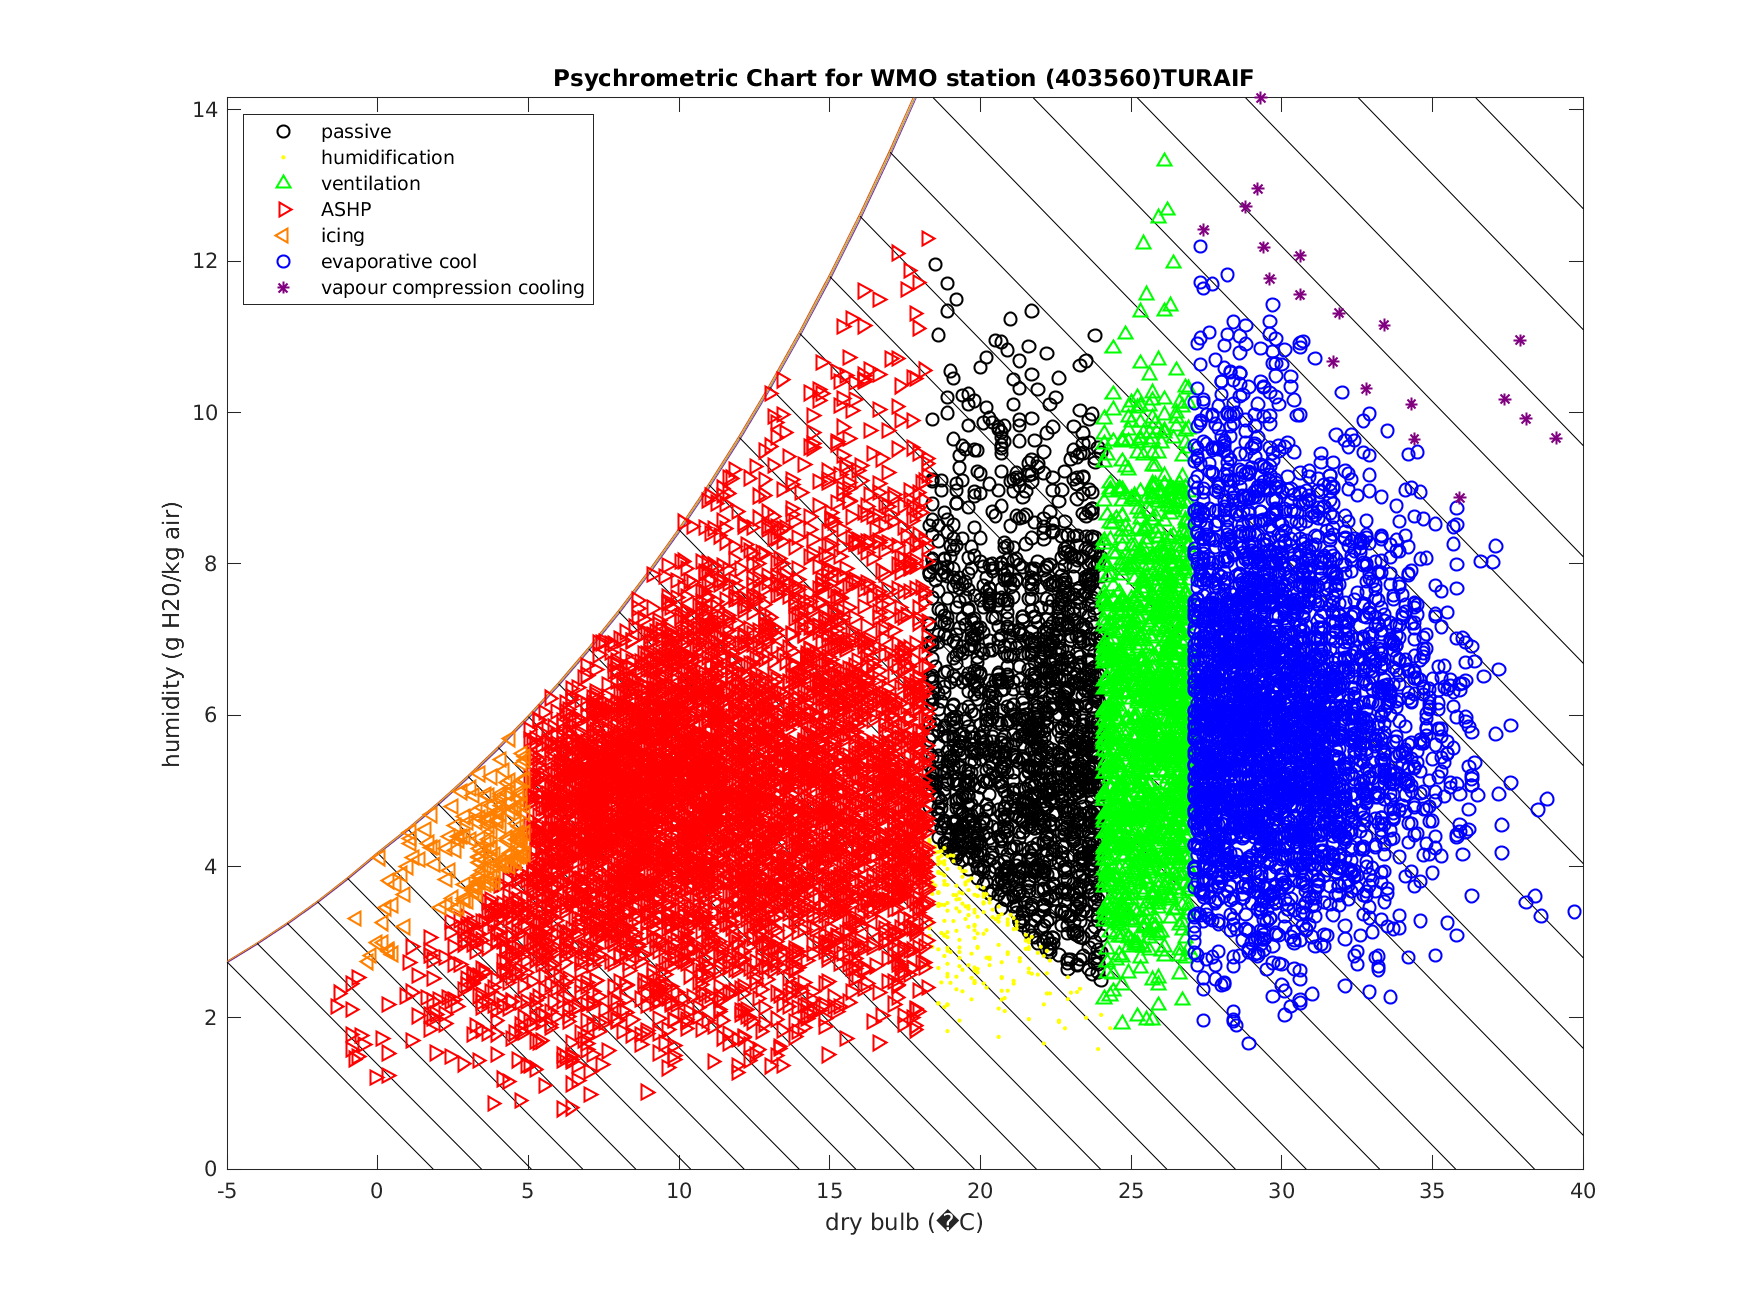 Psychrometric Chart for WMO station (403560)TURAIF
14
12
10
8
6
4
2
0
humidity (g H20/kg air)
passive
humidification
ventilation
ASHP
icing
evaporative cool
vapour compression cooling
-5 0 5 10 15 20 25 30 35 40
dry bulb (�C)